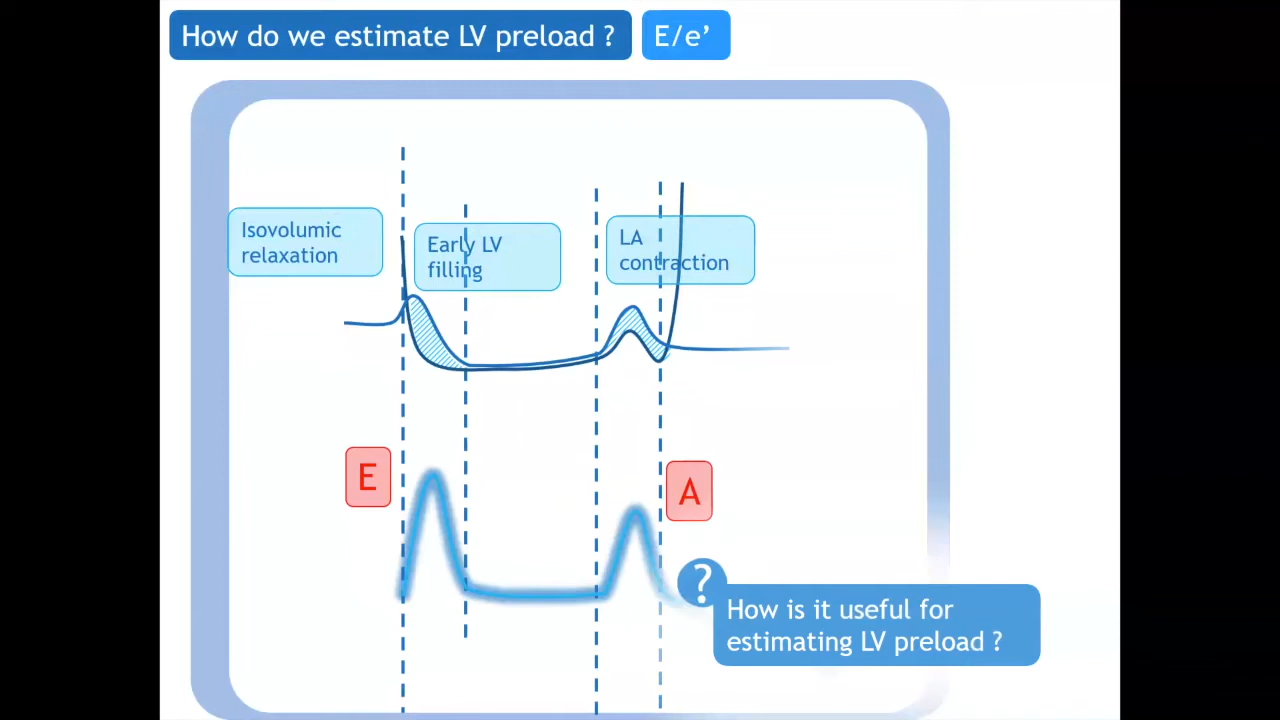 How do we estimate LV preload ?
E/e’
Isovolumic
relaxation
Early LV
filling
LA
contraction
E
A
?
How is it useful for
estimating LV preload ?